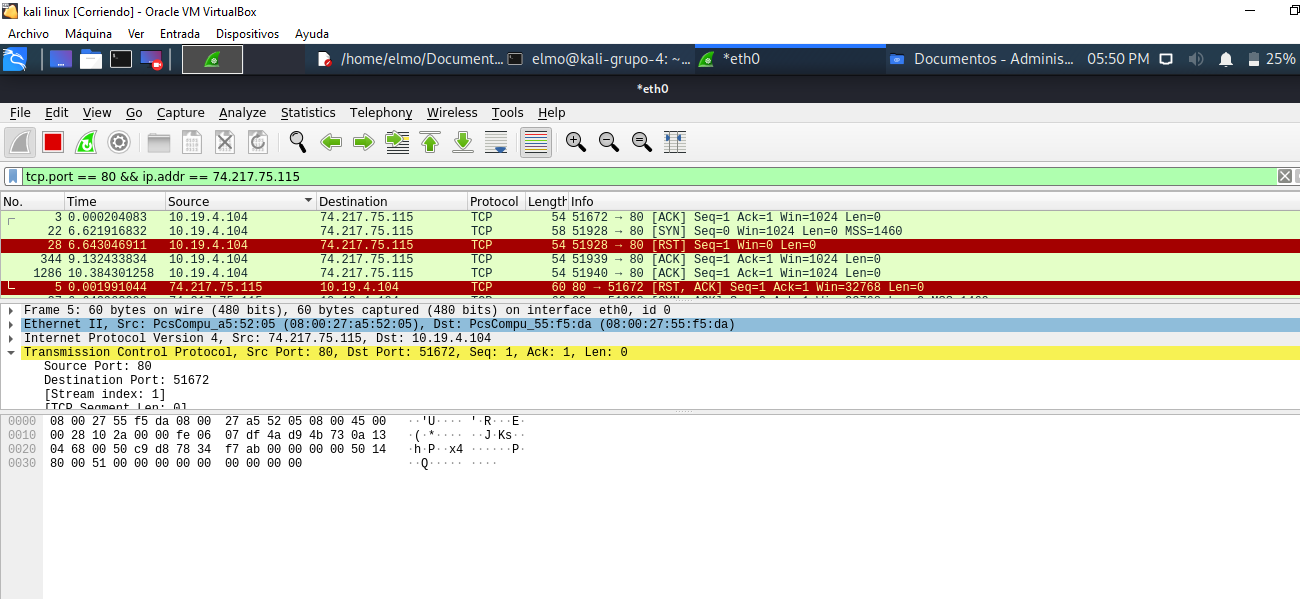 kali linux [Corriendo] - Oracle VM VirtualBox
Archivo Máquina Ver Entrada Dispositivos Ayuda
/home/elmo/Document... elmo@kali-grupo-4: ~... *eth0 Documentos - Adminis... 05:50 PM 25%
*eth0
File Edit View Go Capture Analyze Statistics Telephony Wireless Tools Help
tcp.port == 80 && ip.addr == 74.217.75.115
No. Time Source Destination Protocol Length Info
3 0.000204083 10.19.4.104 74.217.75.115 TCP 54 51672 → 80 [ACK] Seq=1 Ack=1 Win=1024 Len=0
22 6.621916832 10.19.4.104 74.217.75.115 TCP 58 51928 → 80 [SYN] Seq=0 Win=1024 Len=0 MSS=1460
28 6.643046911 10.19.4.104 74.217.75.115 TCP 54 51928 → 80 [RST] Seq=1 Win=0 Len=0
344 9.132433834 10.19.4.104 74.217.75.115 TCP 54 51939 → 80 [ACK] Seq=1 Ack=1 Win=1024 Len=0
1286 10.384301258 10.19.4.104 74.217.75.115 TCP 54 51940 → 80 [ACK] Seq=1 Ack=1 Win=1024 Len=0
5 0.001991044 74.217.75.115 10.19.4.104 TCP 60 80 → 51672 [RST, ACK] Seq=1 Ack=1 Win=32768 Len=0
Frame 5: 60 bytes on wire (480 bits), 60 bytes captured (480 bits) on interface eth0, id 0
Ethernet II, Src: PcsCompu_a5:52:05 (08:00:27:a5:52:05), Dst: PcsCompu_55:f5:da (08:00:27:55:f5:da)
Internet Protocol Version 4, Src: 74.217.75.115, Dst: 10.19.4.104
Transmission Control Protocol, Src Port: 80, Dst Port: 51672, Seq: 1, Ack: 1, Len: 0
Source Port: 80
Destination Port: 51672
[Stream index: 1]
[TCP Segment Len: 0]
0000 08 00 27 55 f5 da 08 00 27 a5 52 05 08 00 45 00 ··'U···· '·R···E·
0010 00 28 10 2a 00 00 fe 06 07 df 4a d9 4b 73 0a 13 ·(·*···· ··J·Ks··
0020 04 68 00 50 c9 d8 78 34 f7 ab 00 00 00 00 50 14 ·h·P··x4 ······P·
0030 80 00 51 00 00 00 00 00 00 00 00 00 ··Q····· ····